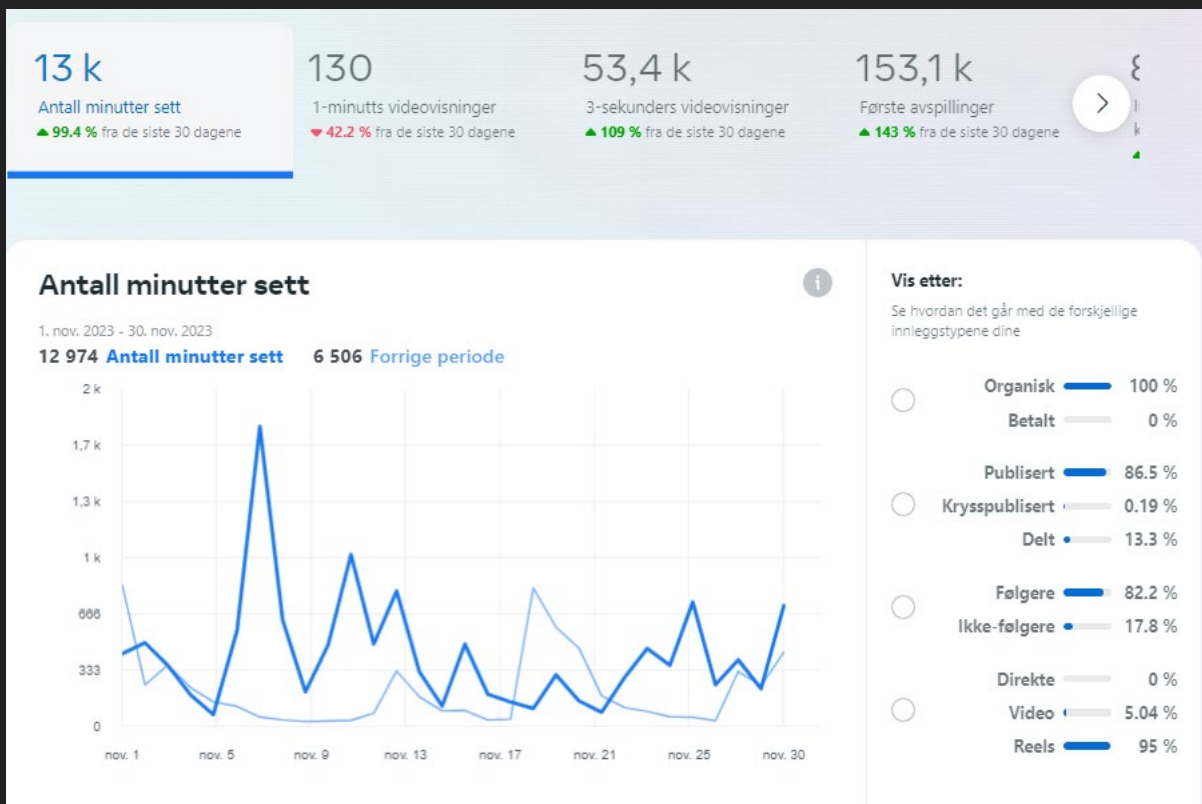 13 k
Antall minutter sett
99.4 % fra de siste 30 dagene
130
1-minutts videovisninger
42.2 % fra de siste 30 dagene
53,4 k
3-sekunders videovisninger
109 % fra de siste 30 dagene
153,1 k
Første avspillinger
143 % fra de siste 30 dagene
Antall minutter sett
1. nov. 2023 - 30. nov. 2023
12 974 Antall minutter sett 6 506 Forrige periode
2 k
1,7 k
1,3 k
1 k
666
333
0
nov. 1 nov. 5 nov. 9 nov. 13 nov. 17 nov. 21 nov. 25 nov. 30
Vis etter:
Se hvordan det går med de forskjellige
innleggstypene dine
Organisk 100 %
Betalt 0 %
Publisert 86.5 %
Krysspublisert 0.19 %
Delt 13.3 %
Følgere 82.2 %
Ikke-følgere 17.8 %
Direkte 0 %
Video 5.04 %
Reels 95 %